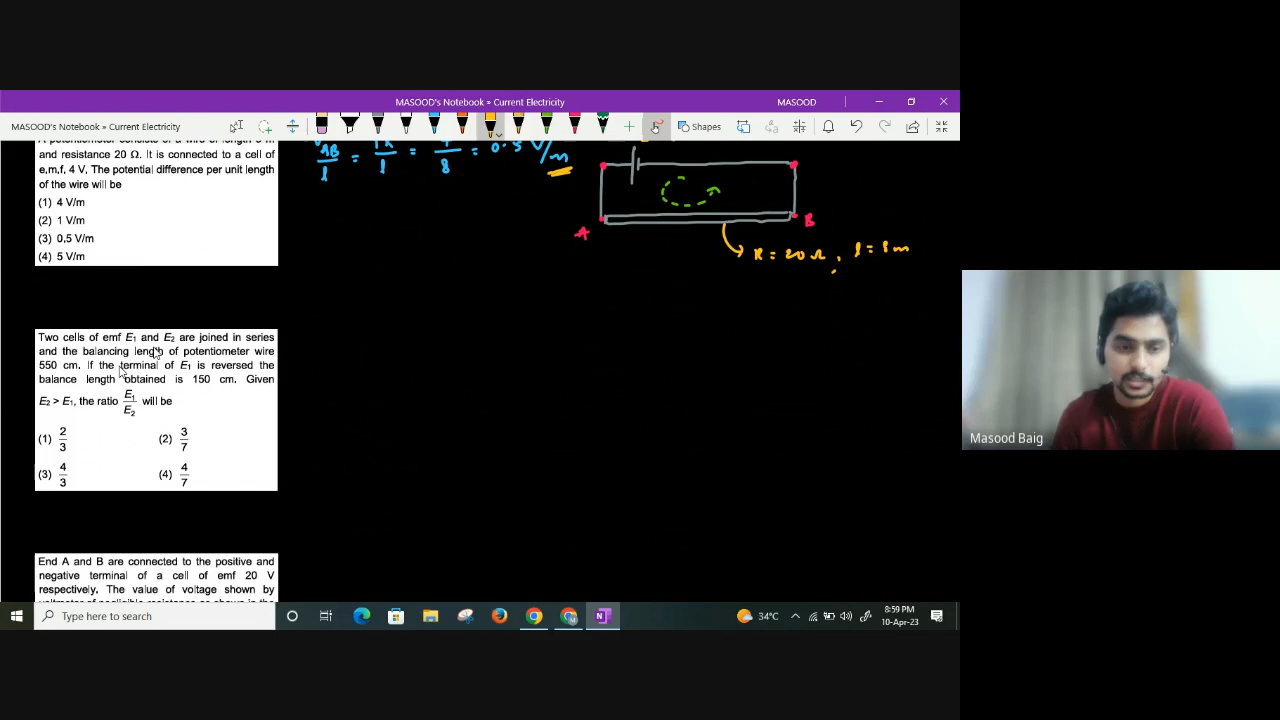 MASOOD's Notebook » Current Electricity
MASOOD
MASOOD's Notebook » Current Electricity
Shapes
and resistance 20 Ω. It is connected to a cell of
e,m,f, 4 V. The potential difference per unit length
of the wire will be
(1) 4 V/m
(2) 1 V/m
(3) 0.5 V/m
(4) 5 V/m
= 0.5 V/m
A
B
R = 20 Ω ; l = 8 m
Two cells of emf E₁ and E₂ are joined in series
and the balancing length of potentiometer wire
550 cm. If the terminal of E₁ is reversed the
balance length obtained is 150 cm. Given
E₂ > E₁, the ratio E₁/E₂ will be
(1) 2/3 (2) 3/7
(3) 4/3 (4) 4/7
End A and B are connected to the positive and
negative terminal of a cell of emf 20 V
respectively. The value of voltage shown by
Masood Baig
Type here to search
34°C
8:59 PM
10-Apr-23